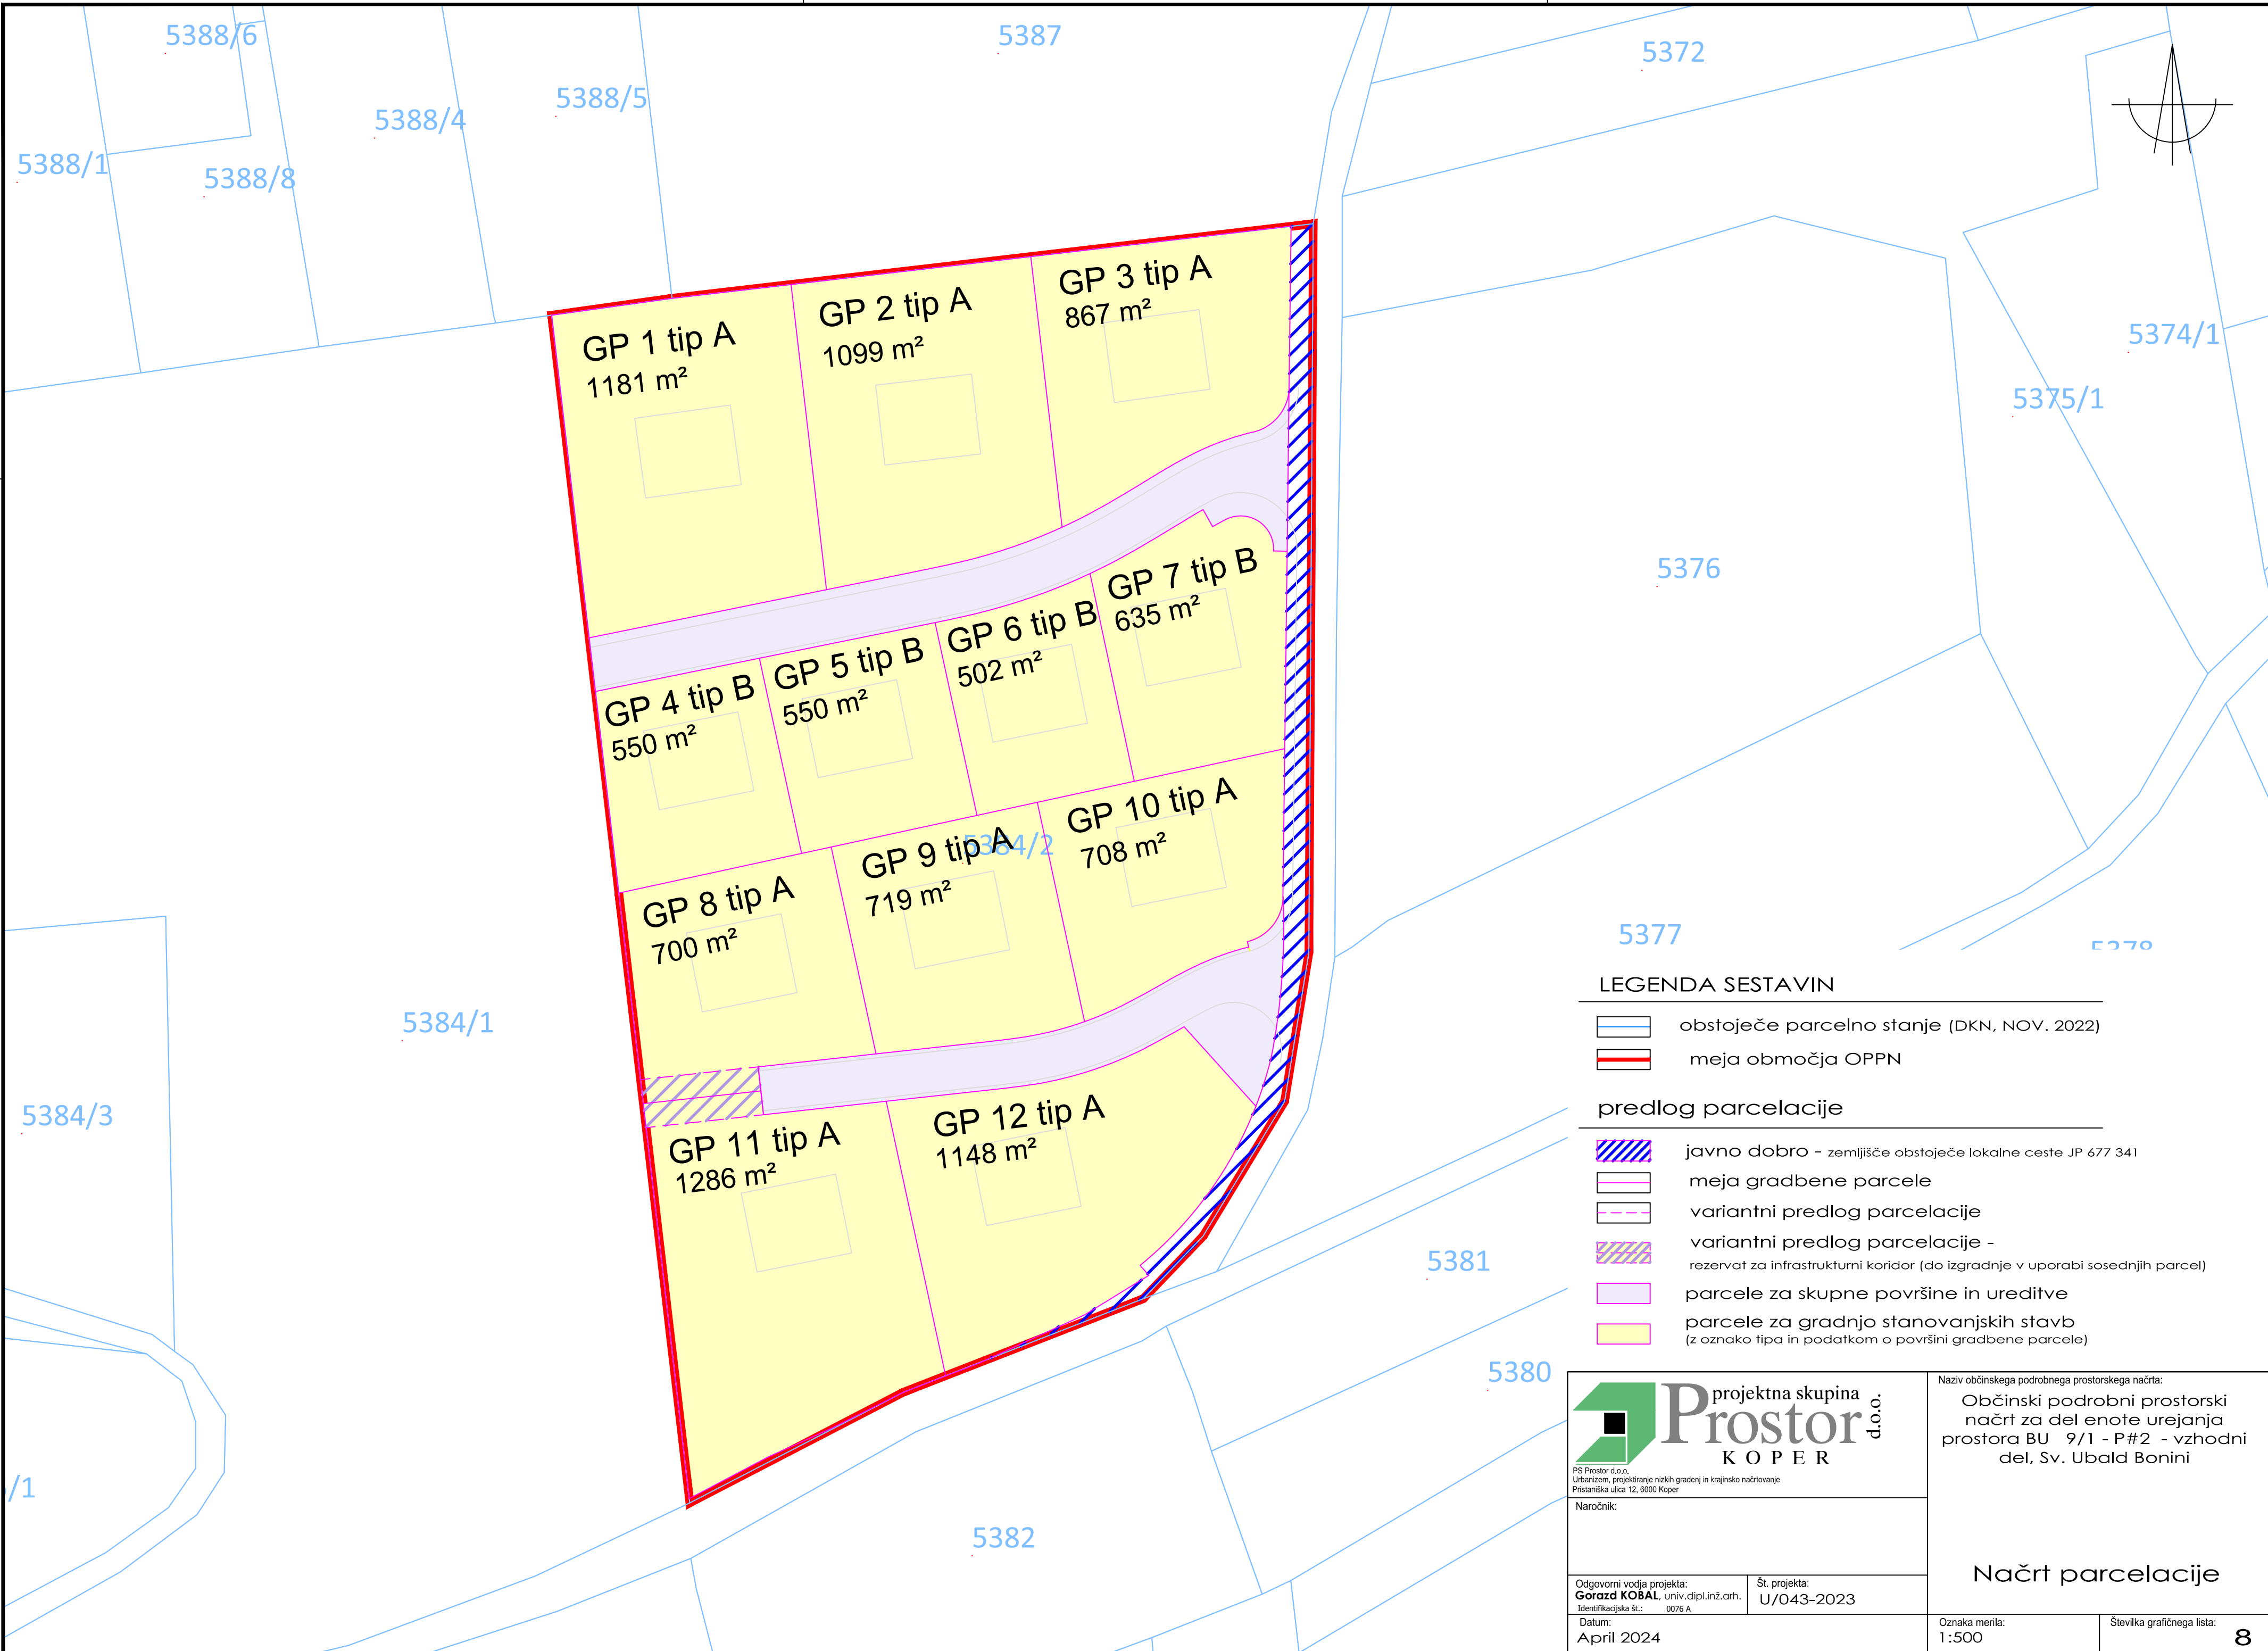 5388/6
5387
5372
5388/5
5388/4
5388/1
5388/8
5374/1
5375/1
5376
GP 1 tip A
1181 m²
GP 2 tip A
1099 m²
GP 3 tip A
867 m²
GP 4 tip B
550 m²
GP 5 tip B
550 m²
GP 6 tip B
502 m²
GP 7 tip B
635 m²
5384/2
GP 8 tip A
700 m²
GP 9 tip A
719 m²
GP 10 tip A
708 m²
GP 11 tip A
1286 m²
GP 12 tip A
1148 m²
5384/1
5384/3
/1
5377
5381
5380
5382
LEGENDA SESTAVIN
obstoječe parcelno stanje (DKN, NOV. 2022)
meja območja OPPN
predlog parcelacije
javno dobro - zemljišče obstoječe lokalne ceste JP 677 341
meja gradbene parcele
variantni predlog parcelacije
variantni predlog parcelacije -
rezervat za infrastrukturni koridor (do izgradnje v uporabi sosednjih parcel)
parcele za skupne površine in ureditve
parcele za gradnjo stanovanjskih stavb
(z oznako tipa in podatkom o površini gradbene parcele)
projektna skupina
Prostor d.o.o.
KOPER
PS Prostor d.o.o.
Urbanizem, projektiranje nizkih gradenj in krajinsko načrtovanje
Pristaniška ulica 12, 6000 Koper
Naročnik:
Odgovorni vodja projekta:
Gorazd KOBAL, univ.dipl.inž.arh.
Identifikacijska št.: 0076 A
Št. projekta:
U/043-2023
Datum:
April 2024
Naziv občinskega podrobnega prostorskega načrta:
Občinski podrobni prostorski
načrt za del enote urejanja
prostora BU 9/1 - P#2 - vzhodni
del, Sv. Ubald Bonini
Načrt parcelacije
Oznaka merila:
1:500
Številka grafičnega lista:
8